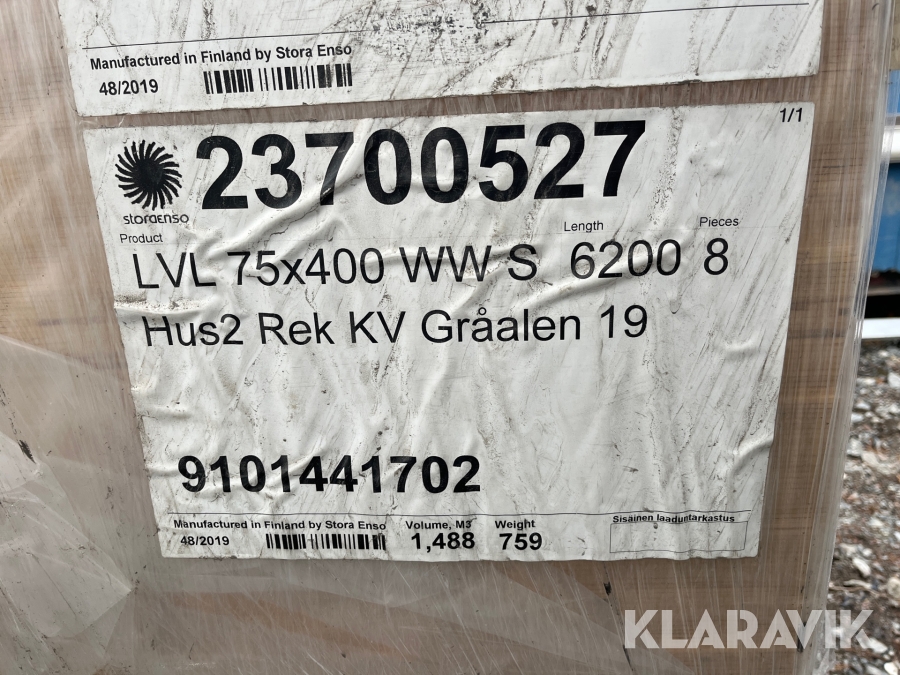 Manufactured in Finland by Stora Enso
48/2019
1/1
23700527
storaenso
Product
Length
Pieces
LVL 75x400 WW S 6200 8
Hus2 Rek KV Gråalen 19
9101441702
Manufactured in Finland by Stora Enso
Volume, M3
Weight
Sisäinen laaduntarkastus
48/2019
1,488
759
KLARAVIK